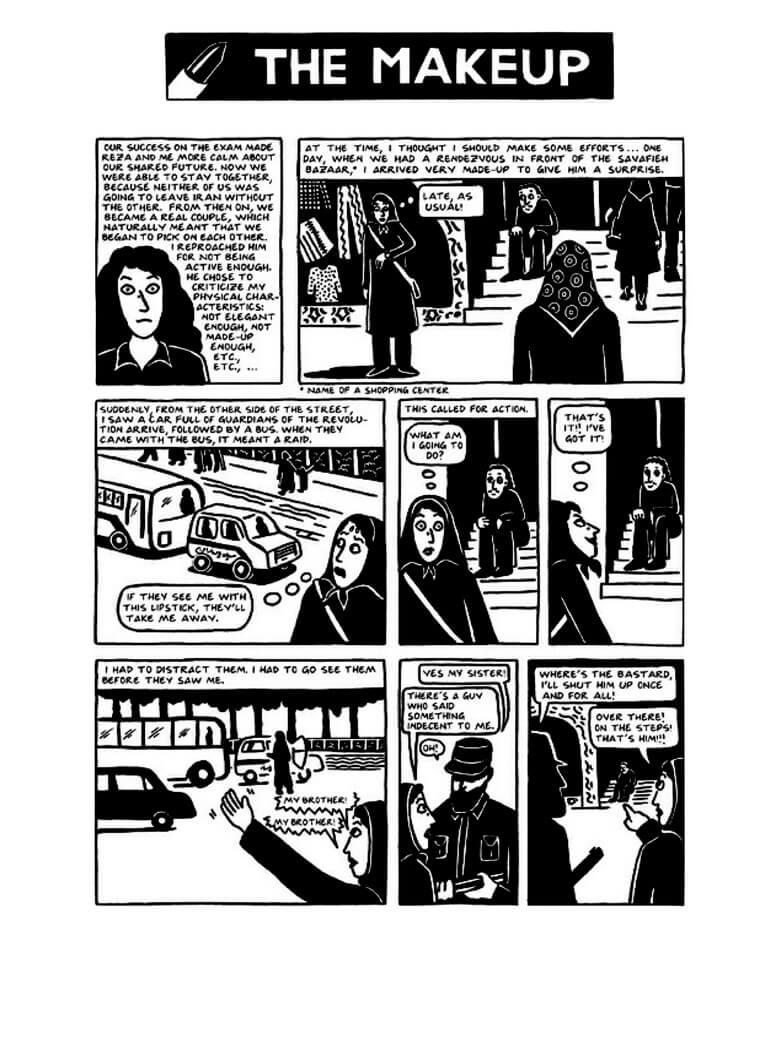 THE MAKEUP
OUR SUCCESS ON THE EXAM MADE
REZA AND ME MORE CALM ABOUT
OUR SHARED FUTURE. NOW WE
WERE ABLE TO STAY TOGETHER,
BECAUSE NEITHER OF US WAS
GOING TO LEAVE IRAN WITHOUT
THE OTHER. FROM THEN ON, WE
BECAME A REAL COUPLE, WHICH
NATURALLY MEANT THAT WE
BEGAN TO PICK ON EACH OTHER.
I REPROACHED HIM
FOR NOT BEING
ACTIVE ENOUGH.
HE CHOSE TO
CRITICIZE MY
PHYSICAL CHAR-
ACTERISTICS:
NOT ELEGANT
ENOUGH, NOT
MADE-UP
ENOUGH,
ETC.,
ETC., ...
AT THE TIME, I THOUGHT I SHOULD MAKE SOME EFFORTS... ONE
DAY, WHEN WE HAD A RENDEZVOUS IN FRONT OF THE SAVAFIEH
BAZAAR,* I ARRIVED VERY MADE-UP TO GIVE HIM A SURPRISE.
LATE, AS
USUAL!
* NAME OF A SHOPPING CENTER
SUDDENLY, FROM THE OTHER SIDE OF THE STREET,
I SAW A CAR FULL OF GUARDIANS OF THE REVOLU-
TION ARRIVE, FOLLOWED BY A BUS. WHEN THEY
CAME WITH THE BUS, IT MEANT A RAID.
IF THEY SEE ME WITH
THIS LIPSTICK, THEY'LL
TAKE ME AWAY.
THIS CALLED FOR ACTION.
WHAT AM
I GOING TO
DO?
THAT'S
IT!! I'VE
GOT IT!
I HAD TO DISTRACT THEM. I HAD TO GO SEE THEM
BEFORE THEY SAW ME.
MY BROTHER!
MY BROTHER!
YES MY SISTER!
THERE'S A GUY
WHO SAID
SOMETHING
INDECENT TO ME.
OH!
WHERE'S THE BASTARD,
I'LL SHUT HIM UP ONCE
AND FOR ALL!
OVER THERE!
ON THE STEPS!
THAT'S HIM!!!